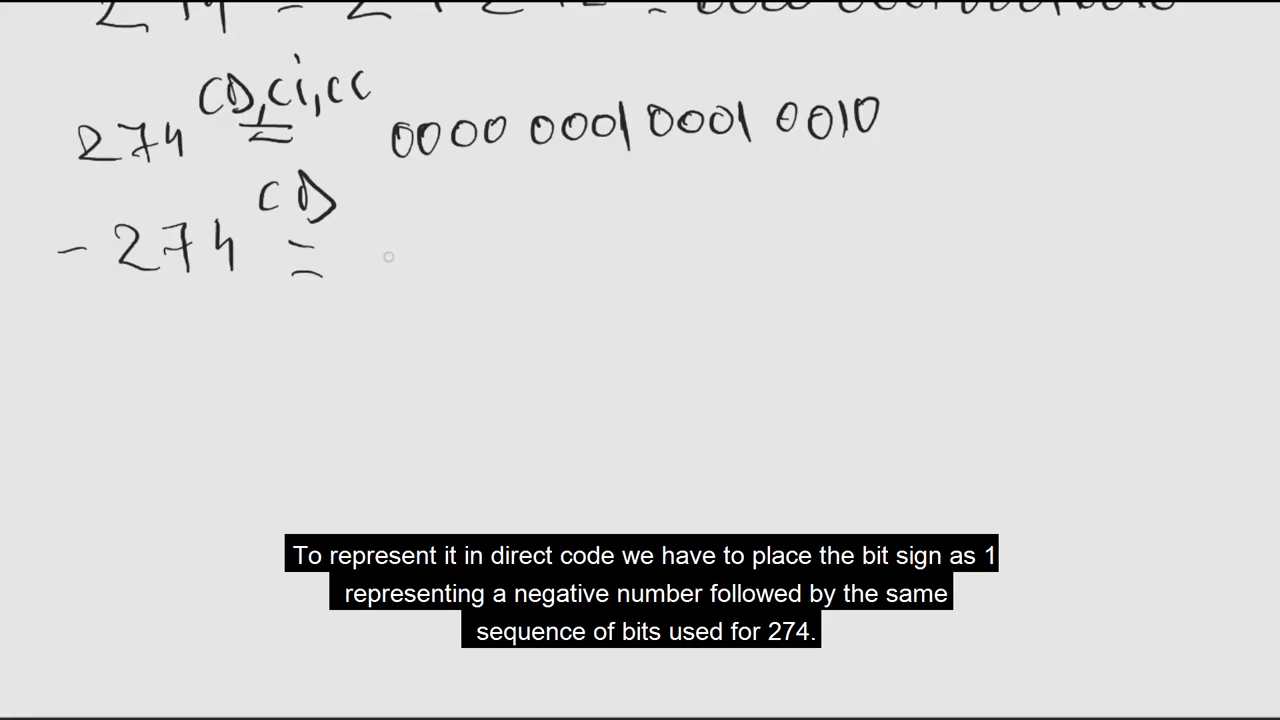 274 CD,Ci,CC = 0000 0001 0001 0010
-274 CD =
To represent it in direct code we have to place the bit sign as 1
representing a negative number followed by the same
sequence of bits used for 274.